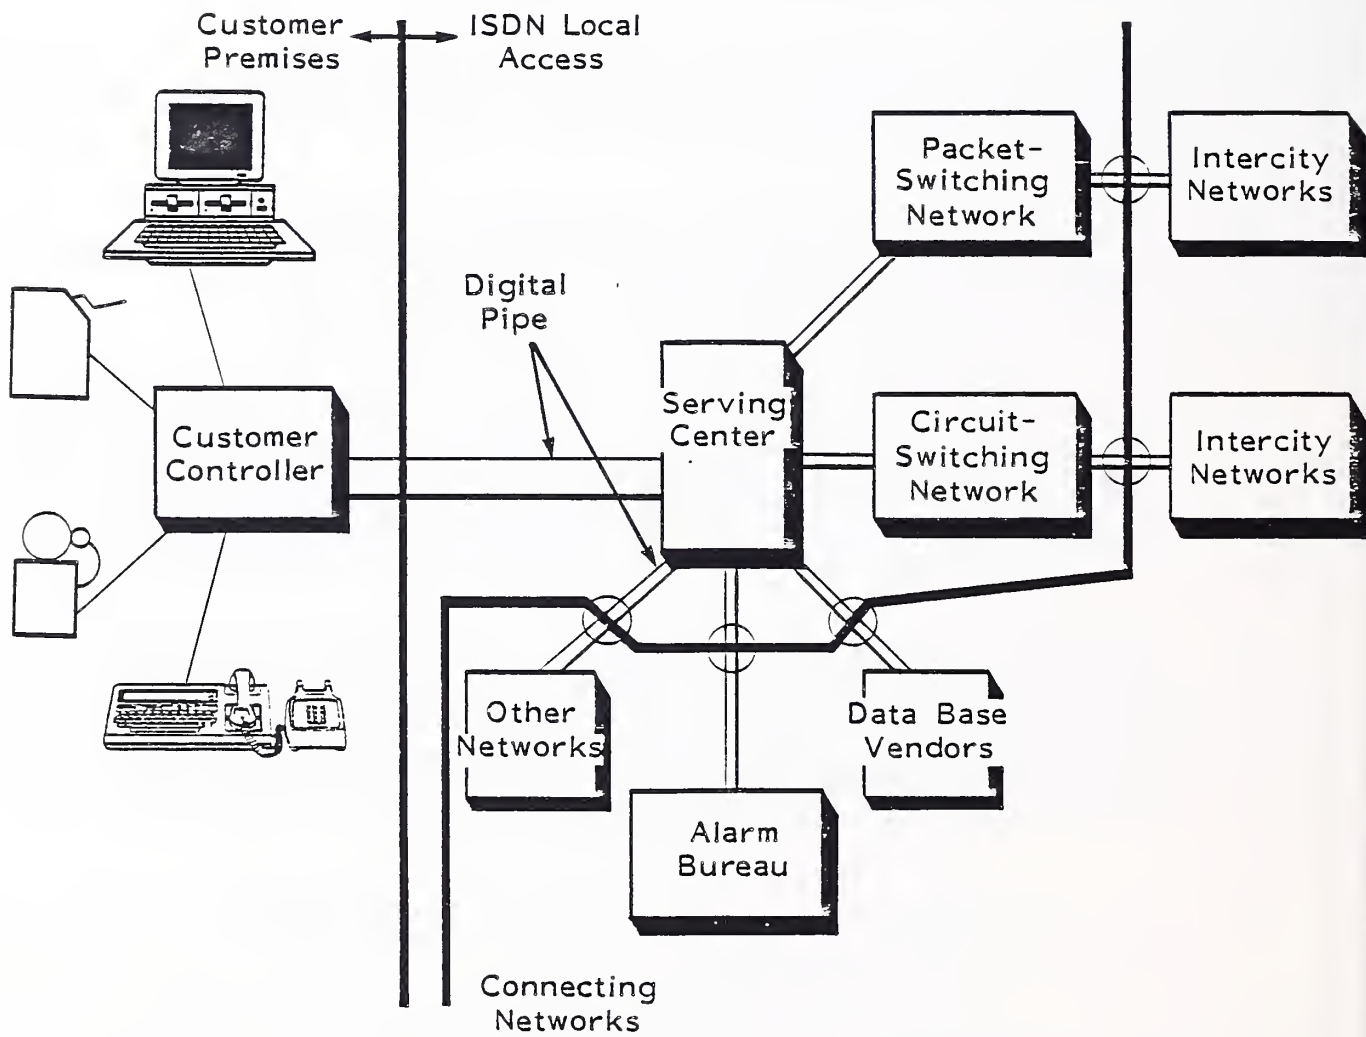 Customer
Premises
ISDN Local
Access
Packet-
Switching
Network
Intercity
Networks
Digital
Pipe
Serving
Center
Circuit-
Switching
Network
Intercity
Networks
Customer
Controller
Other
Networks
Data Base
Vendors
Alarm
Bureau
Connecting
Networks